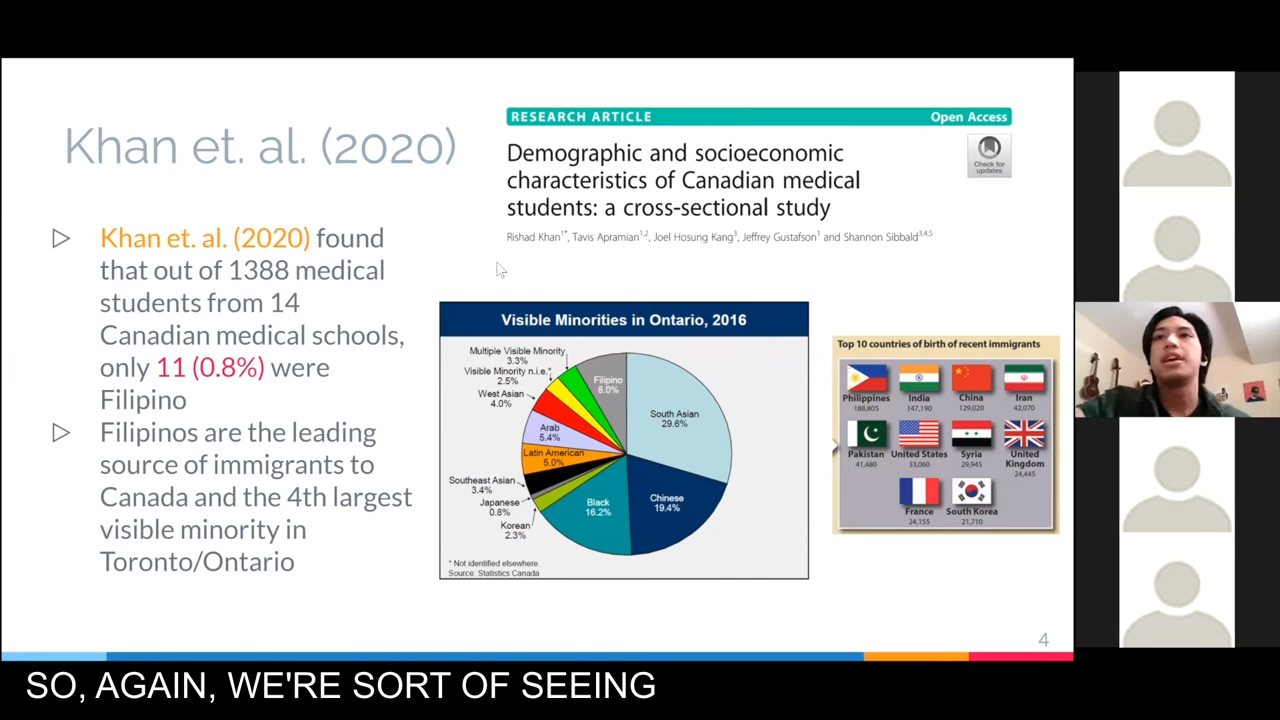 Khan et. al. (2020)
Khan et. al. (2020) found
that out of 1388 medical
students from 14
Canadian medical schools,
only 11 (0.8%) were
Filipino
Filipinos are the leading
source of immigrants to
Canada and the 4th largest
visible minority in
Toronto/Ontario
RESEARCH ARTICLE
Open Access
Demographic and socioeconomic
characteristics of Canadian medical
students: a cross-sectional study
Check for
updates
Rishad Khan1*, Tavis Apramian1,2, Joel Hosung Kang3, Jeffrey Gustafson1 and Shannon Sibbald3,4,5
Visible Minorities in Ontario, 2016
Multiple Visible Minority
3.3%
Visible Minority n.i.e.*
2.5%
West Asian
4.0%
Arab
5.4%
Latin American
5.0%
Southeast Asian
3.4%
Japanese
0.8%
Korean
2.3%
Filipino
8.0%
South Asian
29.6%
Chinese
19.4%
Black
16.2%
* Not identified elsewhere.
Source: Statistics Canada
Top 10 countries of birth of recent immigrants
Philippines
188,805
India
147,190
China
129,020
Iran
42,070
Pakistan
41,480
United States
33,060
Syria
29,945
United
Kingdom
24,445
France
24,155
South Korea
21,710
4
SO, AGAIN, WE'RE SORT OF SEEING